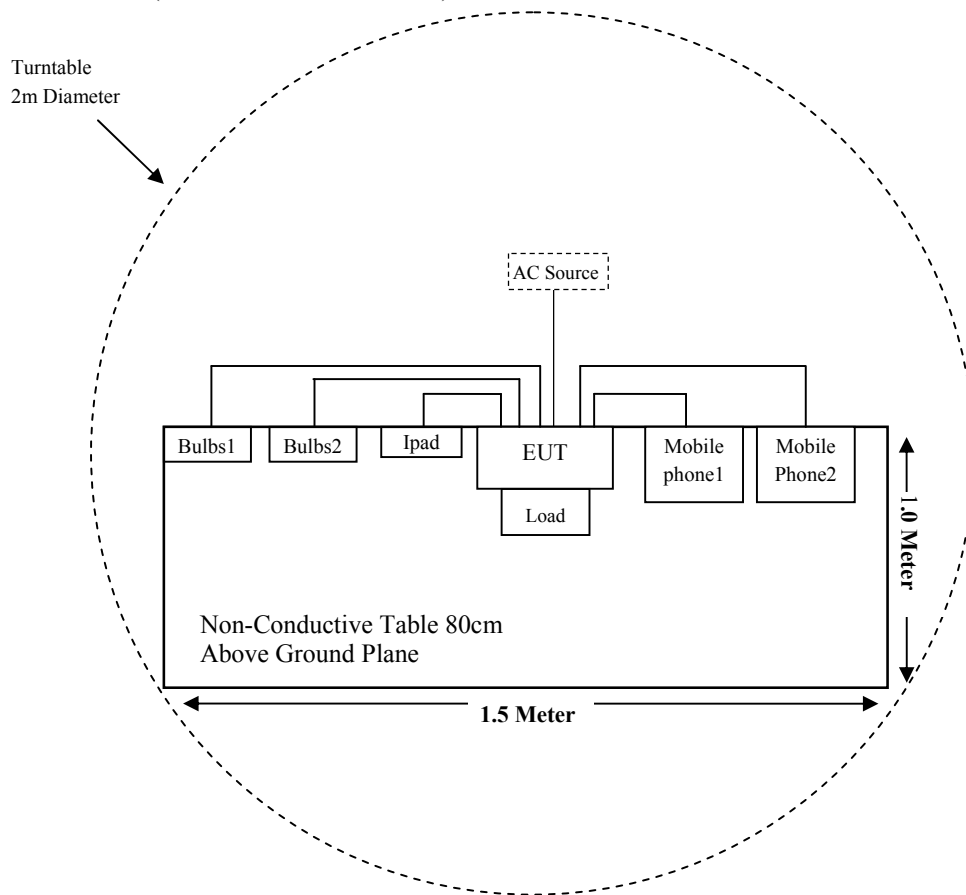 Turntable
2m Diameter
AC Source
Bulbs1
Bulbs2
Ipad
EUT
Mobile
phone1
Mobile
Phone2
Load
1.0 Meter
Non-Conductive Table 80cm
Above Ground Plane
1.5 Meter